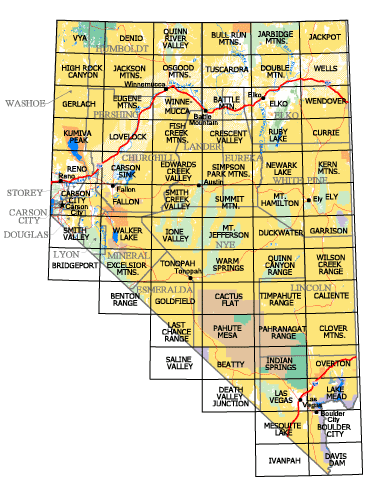 VYA
DENIO
QUINN
RIVER
VALLEY
BULL RUN
MTNS.
JARBIDGE
MTNS.
JACKPOT
HUMBOLDT
HIGH ROCK
CANYON
JACKSON
MTNS.
OSGOOD
MTNS.
TUSCARORA
DOUBLE
MTN.
WELLS
Winnemucca
Elko
WASHOE
GERLACH
EUGENE
MTNS.
WINNE-
MUCCA
BATTLE
MTN.
ELKO
WENDOVER
PERSHING
Battle
Mountain
ELKO
KUMIVA
PEAK
LOVELOCK
FISH
CREEK
MTNS.
CRESCENT
VALLEY
RUBY
LAKE
CURRIE
LANDER
CHURCHILL
EUREKA
RENO
Reno
CARSON
SINK
EDWARDS
CREEK
VALLEY
SIMPSON
PARK MTNS.
NEWARK
LAKE
KERN
MTNS.
WHITE PINE
Fallon
Austin
STOREY
CARSON
CITY
Carson
City
FALLON
SMITH
CREEK
VALLEY
SUMMIT
MTN.
MT.
HAMILTON
Ely
ELY
CARSON
CITY
DOUGLAS
SMITH
VALLEY
WALKER
LAKE
IONE
VALLEY
MT.
JEFFERSON
DUCKWATER
GARRISON
NYE
LYON
MINERAL
BRIDGEPORT
EXCELSIOR
MTNS.
TONOPAH
Tonopah
WARM
SPRINGS
QUINN
CANYON
RANGE
WILSON
CREEK
RANGE
ESMERALDA
LINCOLN
BENTON
RANGE
GOLDFIELD
CACTUS
FLAT
TIMPAHUTE
RANGE
CALIENTE
LAST
CHANCE
RANGE
PAHUTE
MESA
PAHRANAGAT
RANGE
CLOVER
MTNS.
SALINE
VALLEY
BEATTY
INDIAN
SPRINGS
OVERTON
DEATH
VALLEY
JUNCTION
LAS
VEGAS
Las
Vegas
LAKE
MEAD
MESQUITE
LAKE
Boulder
City
BOULDER
CITY
IVANPAH
DAVIS
DAM